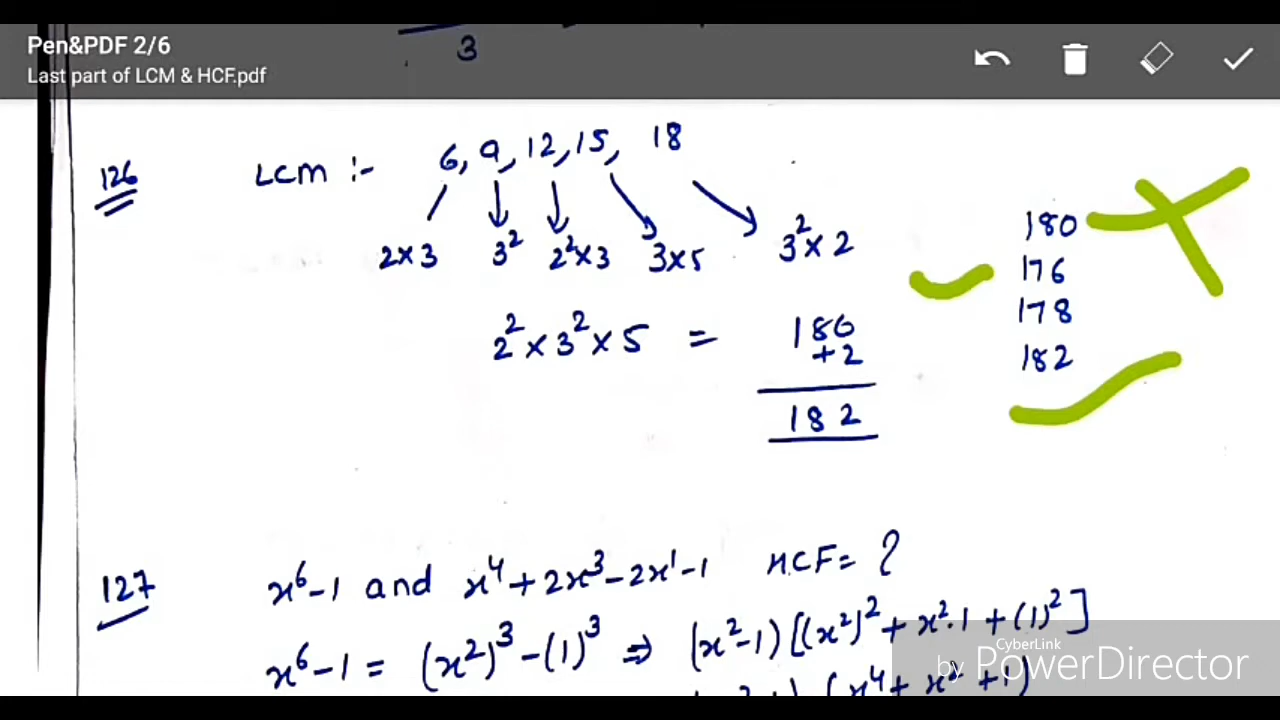 3
Pen&PDF 2/6
Last part of LCM & HCF.pdf
126 LCM :- 6, 9, 12, 15, 18
2×3 3² 2²×3 3×5 3²×2
2²×3²×5 = 180
+2
182
180
176
178
182
127 x⁶-1 and x⁴+2x³-2x¹-1 HCF = ?
x⁶-1 = (x²)³-(1)³ ⇒ (x²-1)[(x²)²+x².1+(1)²]
(x⁴+x²+1)
CyberLink
by PowerDirector